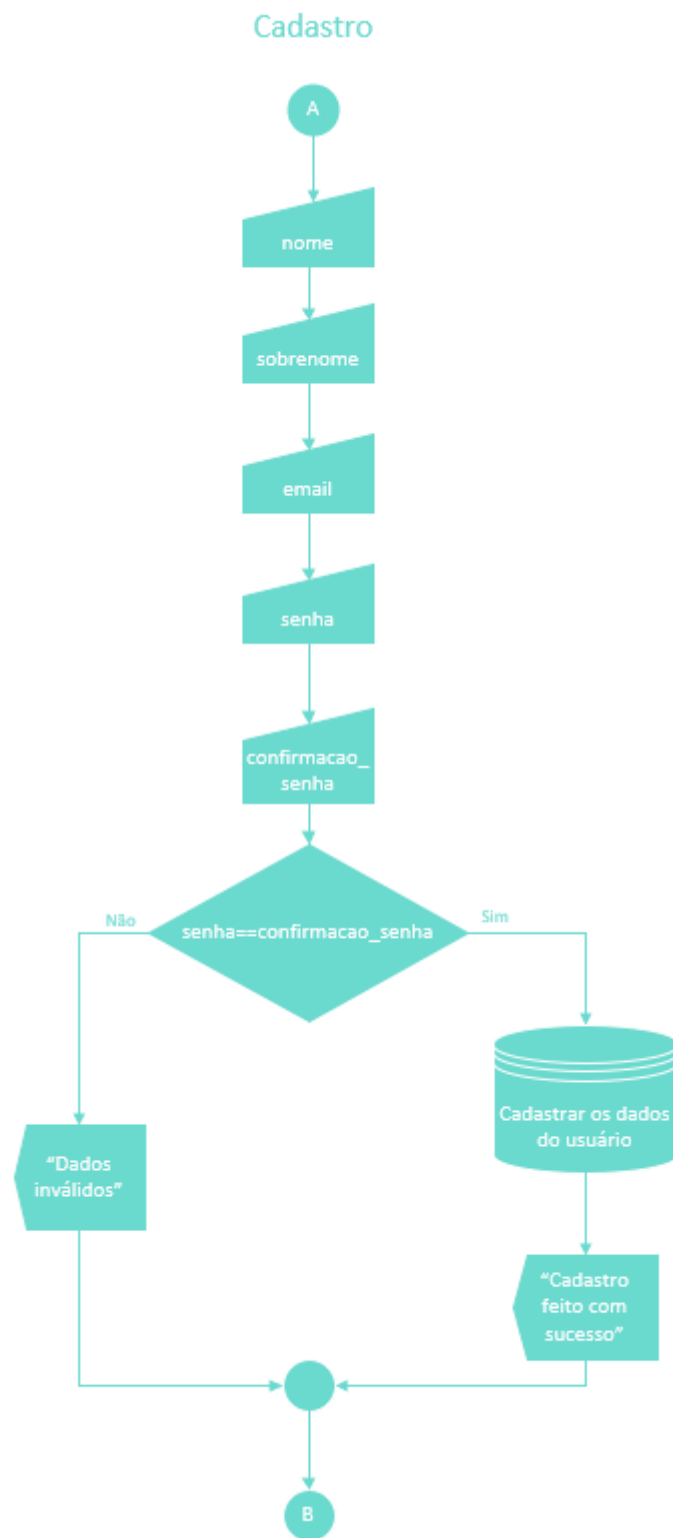 Cadastro
A
nome
sobrenome
email
senha
confirmacao_
senha
Não
senha==confirmacao_senha
Sim
Cadastrar os dados
do usuário
“Dados
inválidos”
“Cadastro
feito com
sucesso”
B